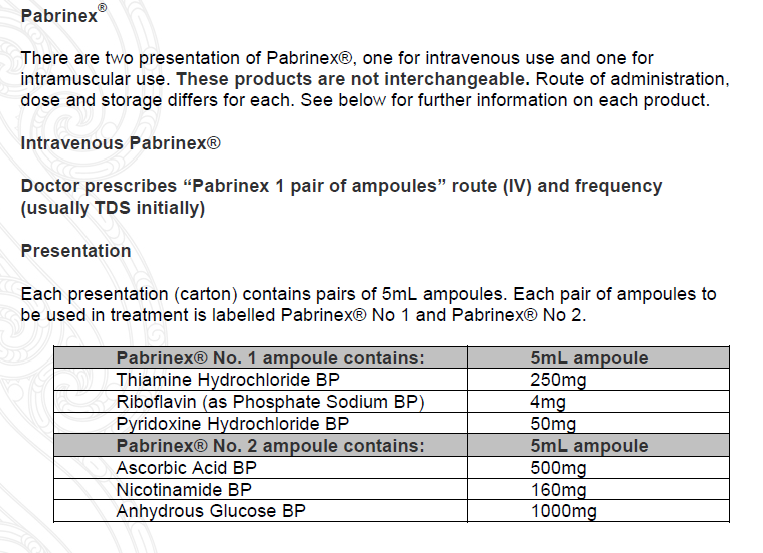 Pabrinex®
There are two presentation of Pabrinex®, one for intravenous use and one for
intramuscular use. These products are not interchangeable. Route of administration,
dose and storage differs for each. See below for further information on each product.
Intravenous Pabrinex®
Doctor prescribes “Pabrinex 1 pair of ampoules” route (IV) and frequency
(usually TDS initially)
Presentation
Each presentation (carton) contains pairs of 5mL ampoules. Each pair of ampoules to
be used in treatment is labelled Pabrinex® No 1 and Pabrinex® No 2.
Pabrinex® No. 1 ampoule contains: 5mL ampoule
Thiamine Hydrochloride BP 250mg
Riboflavin (as Phosphate Sodium BP) 4mg
Pyridoxine Hydrochloride BP 50mg
Pabrinex® No. 2 ampoule contains: 5mL ampoule
Ascorbic Acid BP 500mg
Nicotinamide BP 160mg
Anhydrous Glucose BP 1000mg